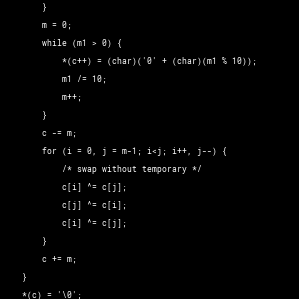 }
m = 0;
while (m1 > 0) {
*(c++) = (char)('0' + (char)(m1 % 10));
m1 /= 10;
m++;
}
c -= m;
for (i = 0, j = m-1; i<j; i++, j--) {
/* swap without temporary */
c[i] ^= c[j];
c[j] ^= c[i];
c[i] ^= c[j];
}
c += m;
}
*(c) = '\0';